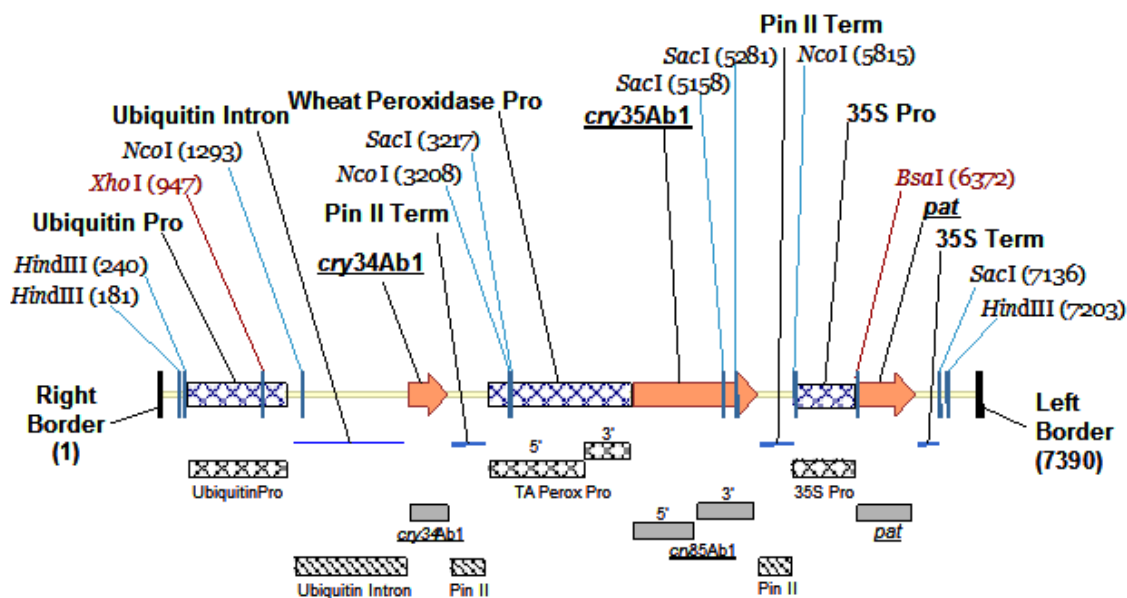 Pin II Term
SacI (5281)
NcoI (5815)
SacI (5158)
Wheat Peroxidase Pro
cry35Ab1
35S Pro
Ubiquitin Intron
SacI (3217)
NcoI (1293)
NcoI (3208)
XhoI (947)
BsaI (6372)
Pin II Term
pat
Ubiquitin Pro
35S Term
cry34Ab1
HindIII (240)
SacI (7136)
HindIII (181)
HindIII (7203)
Right
Border
(1)
Left
Border
(7390)
5'
3'
UbiquitinPro
TA Perox Pro
35S Pro
cry34Ab1
5'
3'
cn85Ab1
pat
Ubiquitin Intron
Pin II
Pin II